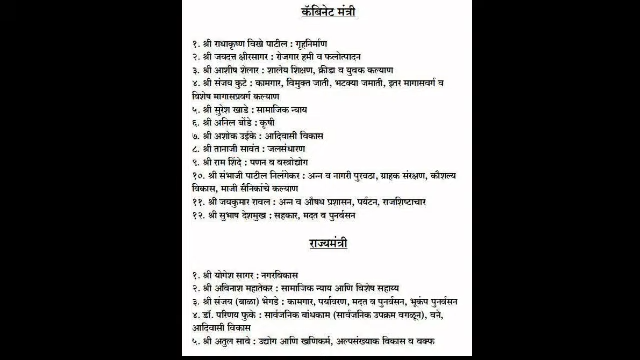 कॅबिनेट मंत्री
१. श्री राधाकृष्ण विखे पाटील : गृहनिर्माण
२. श्री जयदत्त क्षीरसागर : रोजगार हमी व फलोत्पादन
३. श्री आशीष शेलार : शालेय शिक्षण, क्रीडा व युवक कल्याण
४. श्री संजय कुटे : कामगार, विमुक्त जाती, भटक्या जमाती, इतर मागासवर्ग व
विशेष मागासप्रवर्ग कल्याण
५. श्री सुरेश खाडे : सामाजिक न्याय
६. श्री अनिल बोंडे : कृषी
७. श्री अशोक उईके : आदिवासी विकास
८. श्री तानाजी सावंत : जलसंधारण
९. श्री राम शिंदे : पणन व वस्त्रोद्योग
१०. श्री संभाजी पाटील निलंगेकर : अन्न व नागरी पुरवठा, ग्राहक संरक्षण, कौशल्य
विकास, माजी सैनिकांचे कल्याण
११. श्री जयकुमार रावल : अन्न व औषध प्रशासन, पर्यटन, राजशिष्टाचार
१२. श्री सुभाष देशमुख : सहकार, मदत व पुनर्वसन
राज्यमंत्री
१. श्री योगेश सागर : नगरविकास
२. श्री अविनाश महातेकर : सामाजिक न्याय आणि विशेष सहाय्य
३. श्री संजय (बाळा) भेगडे : कामगार, पर्यावरण, मदत व पुनर्वसन, भूकंप पुनर्वसन
४. डॉ. परिणय फुके : सार्वजनिक बांधकाम (सार्वजनिक उपक्रम वगळून), वने,
आदिवासी विकास
५. श्री अतुल सावे : उद्योग आणि खणिकर्म, अल्पसंख्याक विकास व वक्फ